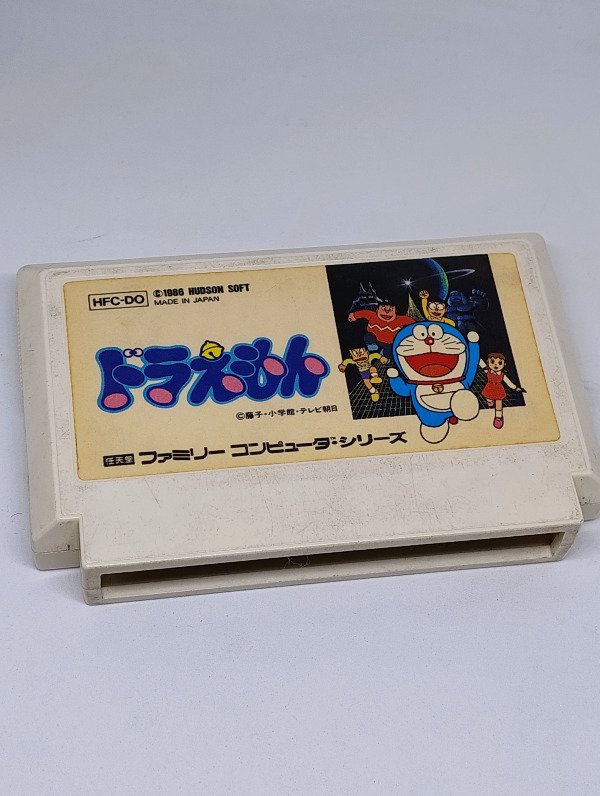 HFC-DO
©1986 HUDSON SOFT
MADE IN JAPAN
ドラえもん
©藤子・小学館・テレビ朝日
任天堂 ファミリー コンピュータ・シリーズ